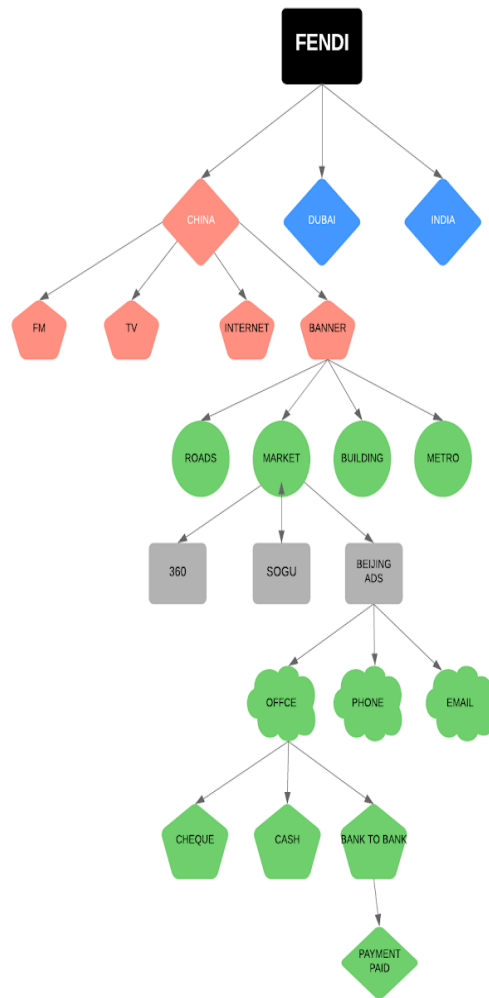 FENDI
CHINA
DUBAI
INDIA
FM
TV
INTERNET
BANNER
ROADS
MARKET
BUILDING
METRO
360
SOGU
BEIJING
ADS
OFFCE
PHONE
EMAIL
CHEQUE
CASH
BANK TO BANK
PAYMENT
PAID